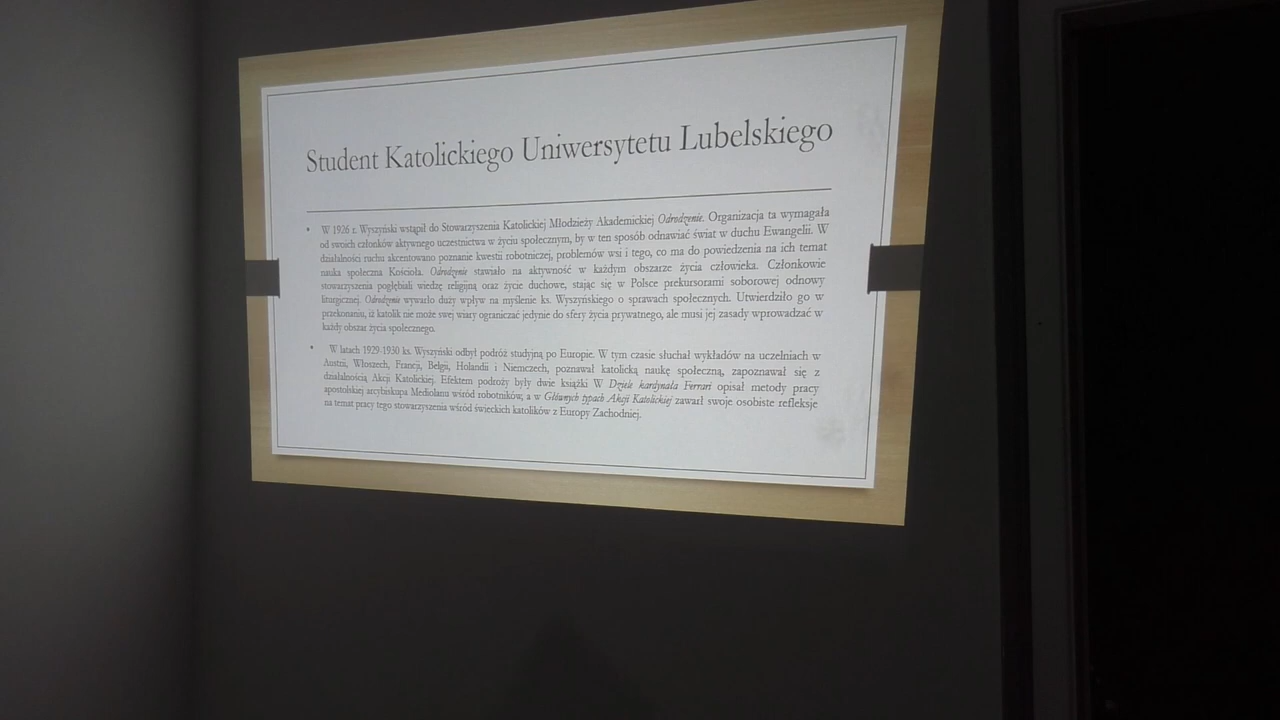 Student Katolickiego Uniwersytetu Lubelskiego
• W 1926 r. Wyszyński wstąpił do Stowarzyszenia Katolickiej Młodzieży Akademickiej Odrodzenie. Organizacja ta wymagała
od swoich członków aktywnego uczestnictwa w życiu społecznym, by w ten sposób odnawiać świat w duchu Ewangelii. W
działalności ruchu akcentowano poznanie kwestii robotniczej, problemów wsi i tego, co ma do powiedzenia na ich temat
nauka społeczna Kościoła. Odrodzenie stawiało na aktywność w każdym obszarze życia człowieka. Członkowie
stowarzyszenia pogłębiali wiedzę religijną oraz życie duchowe, stając się w Polsce prekursorami soborowej odnowy
liturgicznej. Odrodzenie wywarło duży wpływ na myślenie ks. Wyszyńskiego o sprawach społecznych. Utwierdziło go w
przekonaniu, iż katolik nie może swej wiary ograniczać jedynie do sfery życia prywatnego, ale musi jej zasady wprowadzać w
każdy obszar życia społecznego.
• W latach 1929-1930 ks. Wyszyński odbył podróż studyjną po Europie. W tym czasie słuchał wykładów na uczelniach w
Austrii, Włoszech, Francji, Belgii, Holandii i Niemczech, poznawał katolicką naukę społeczną, zapoznawał się z
działalnością Akcji Katolickiej. Efektem podroży były dwie książki W Dziele kardynała Ferrari opisał metody pracy
apostolskiej arcybiskupa Mediolanu wśród robotników, a w Głównych typach Akcji Katolickiej zawarł swoje osobiste refleksje
na temat pracy tego stowarzyszenia wśród świeckich katolików z Europy Zachodniej.